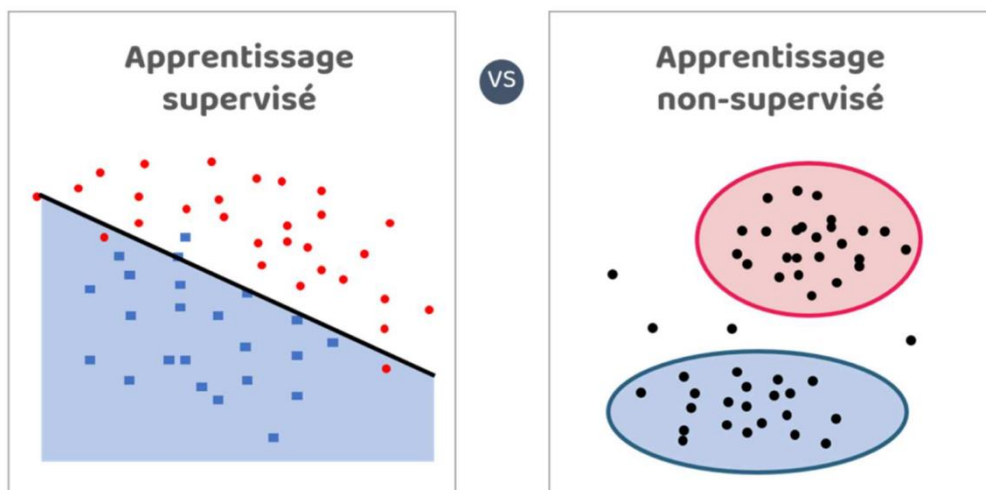 Apprentissage
supervisé
VS
Apprentissage
non-supervisé